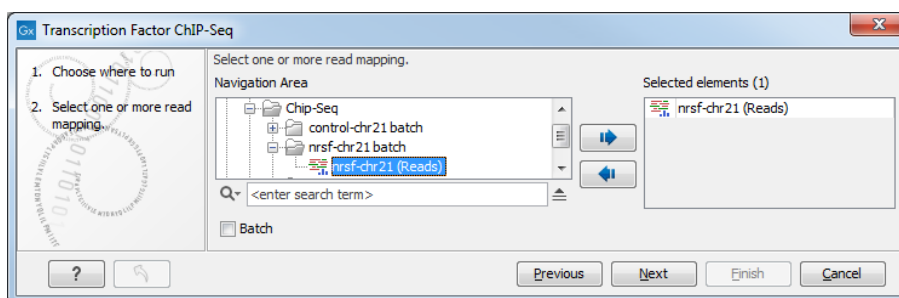 Gx Transcription Factor ChIP-Seq
1. Choose where to run
2. Select one or more read
mapping.
Select one or more read mapping.
Navigation Area
Chip-Seq
control-chr21 batch
nrsf-chr21 batch
nrsf-chr21 (Reads)
<enter search term>
Batch
Selected elements (1)
nrsf-chr21 (Reads)
?
Previous
Next
Finish
Cancel